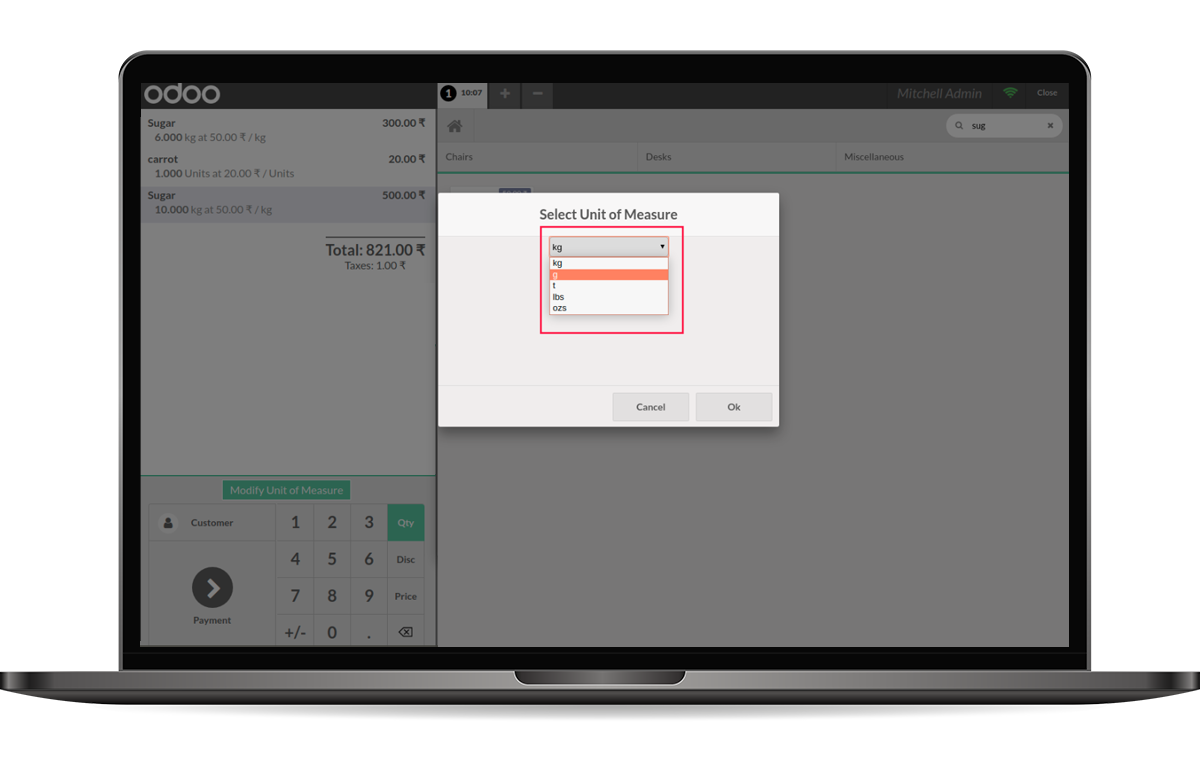 odoo
1 10:07 + −
Mitchell Admin
Close
Sugar 300.00 ₹
6.000 kg at 50.00 ₹ / kg
carrot 20.00 ₹
1.000 Units at 20.00 ₹ / Units
Sugar 500.00 ₹
10.000 kg at 50.00 ₹ / kg
Total: 821.00 ₹
Taxes: 1.00 ₹
sug
Chairs Desks Miscellaneous
Select Unit of Measure
kg
kg
g
t
lbs
ozs
Cancel Ok
Modify Unit of Measure
Customer 1 2 3 Qty
4 5 6 Disc
7 8 9 Price
Payment
+/- 0 .